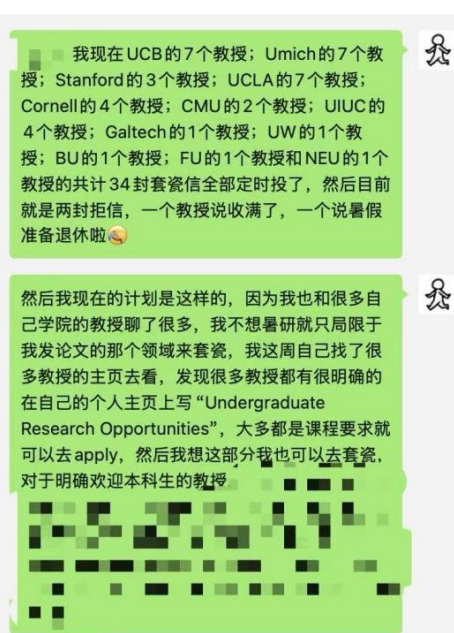 我现在UCB的7个教授；Umich的7个教
授；Stanford的3个教授；UCLA的7个教授；
Cornell的4个教授；CMU的2个教授；UIUC的
4个教授；Galtech的1个教授；UW的1个教
授；BU的1个教授；FU的1个教授和NEU的1个
教授的共计34封套瓷信全部定时投了，然后目前
就是两封拒信，一个教授说收满了，一个说暑假
准备退休啦
然后我现在的计划是这样的，因为我也和很多自
己学院的教授聊了很多，我不想暑研就只局限于
我发论文的那个领域来套瓷，我这周自己找了很
多教授的主页去看，发现很多教授都有很明确的
在自己的个人主页上写“Undergraduate
Research Opportunities”，大多都是课程要求就
可以去apply，然后我想这部分我也可以去套瓷，
对于明确欢迎本科生的教授